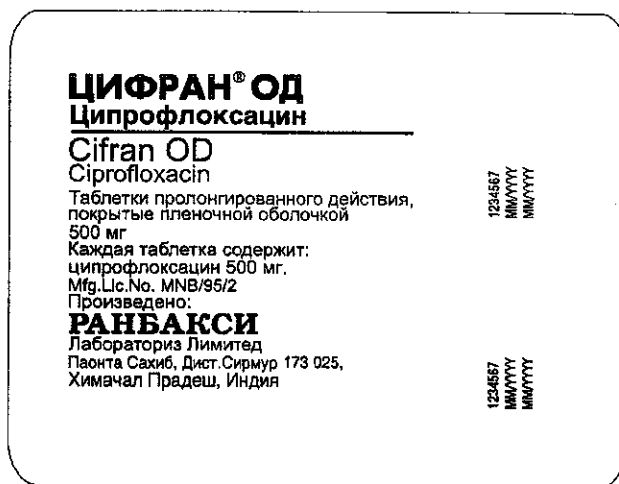 ЦИФРАН® ОД
Ципрофлоксацин
Cifran OD
Ciprofloxacin
Таблетки пролонгированного действия,
покрытые пленочной оболочкой
500 мг
Каждая таблетка содержит:
ципрофлоксацин 500 мг.
Mfg.Lic.No. MNB/95/2
Произведено:
РАНБАКСИ
Лабораториз Лимитед
Паонта Сахиб, Дист.Сирмур 173 025,
Химачал Прадеш, Индия
1234567
MM/YYYY
MM/YYYY
1234567
MM/YYYY
MM/YYYY